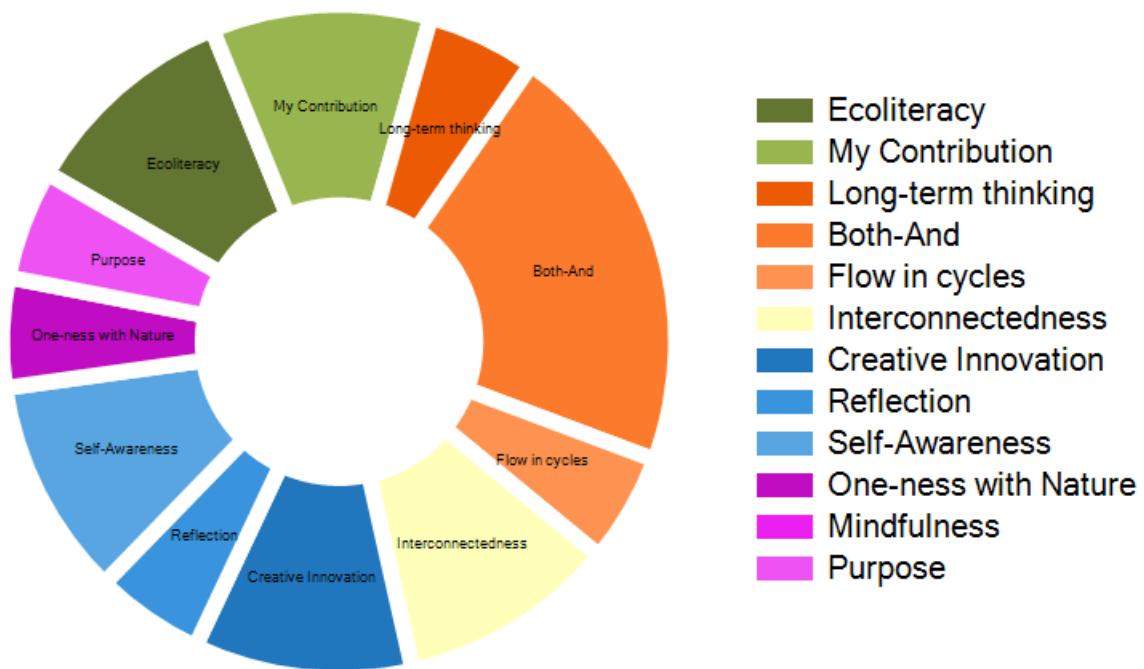 My Contribution
Long-term thinking
Ecoliteracy
Both-And
Purpose
One-ness with Nature
Self-Awareness
Flow in cycles
Reflection
Interconnectedness
Creative Innovation
Ecoliteracy
My Contribution
Long-term thinking
Both-And
Flow in cycles
Interconnectedness
Creative Innovation
Reflection
Self-Awareness
One-ness with Nature
Mindfulness
Purpose